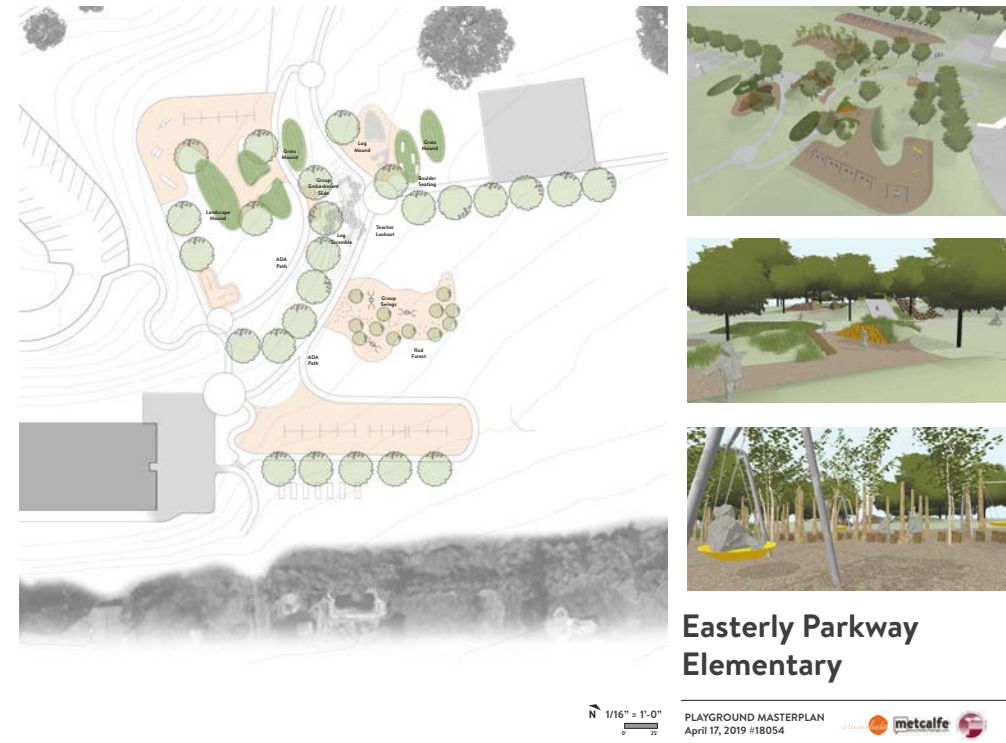 Grass
Mound
Log
Mound
Grass
Mound
Group
Embankment
Slide
Boulder
Seating
Landscape
Mound
Teacher
Lookout
Log
Scramble
ADA
Path
Group
Swings
Rod
Forest
ADA
Path
Easterly Parkway
Elementary
N 1/16” = 1’-0”
0' 25'
PLAYGROUND MASTERPLAN
April 17, 2019 #18054
metcalfe